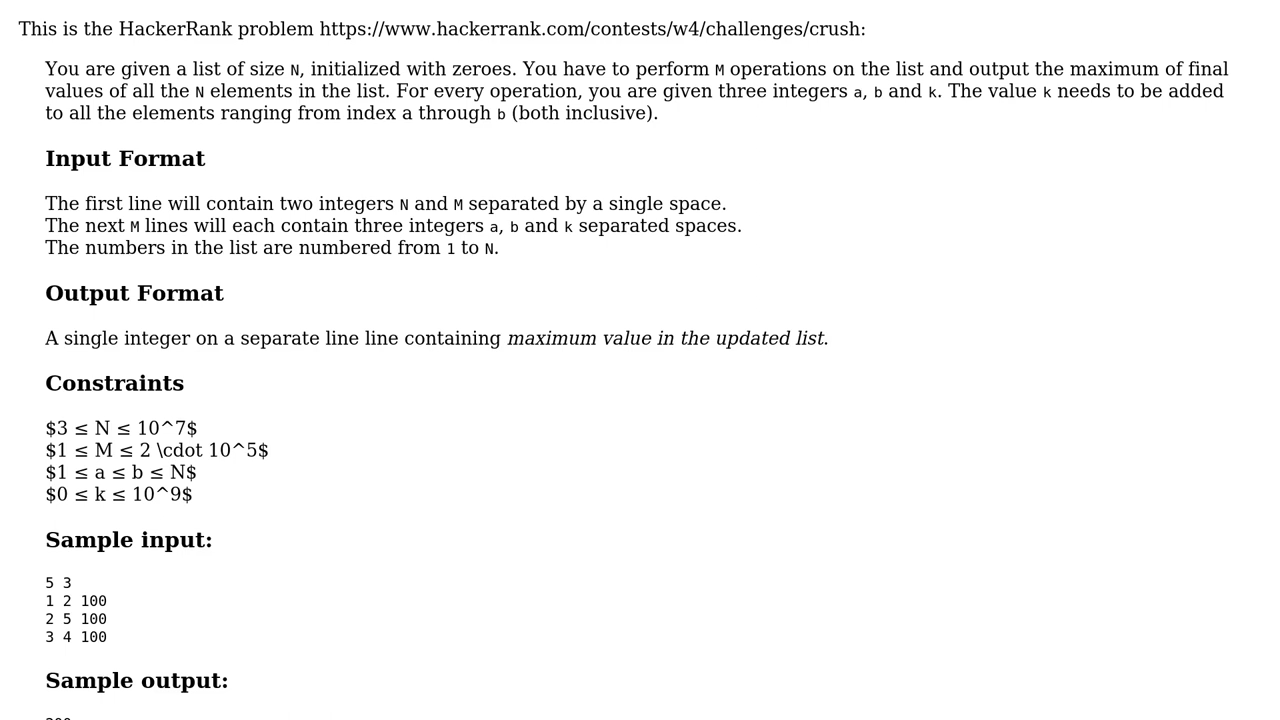 This is the HackerRank problem https://www.hackerrank.com/contests/w4/challenges/crush:
You are given a list of size N, initialized with zeroes. You have to perform M operations on the list and output the maximum of final
values of all the N elements in the list. For every operation, you are given three integers a, b and k. The value k needs to be added
to all the elements ranging from index a through b (both inclusive).
Input Format
The first line will contain two integers N and M separated by a single space.
The next M lines will each contain three integers a, b and k separated spaces.
The numbers in the list are numbered from 1 to N.
Output Format
A single integer on a separate line line containing maximum value in the updated list.
Constraints
$3 ≤ N ≤ 10^7$
$1 ≤ M ≤ 2 \cdot 10^5$
$1 ≤ a ≤ b ≤ N$
$0 ≤ k ≤ 10^9$
Sample input:
5 3
1 2 100
2 5 100
3 4 100
Sample output: